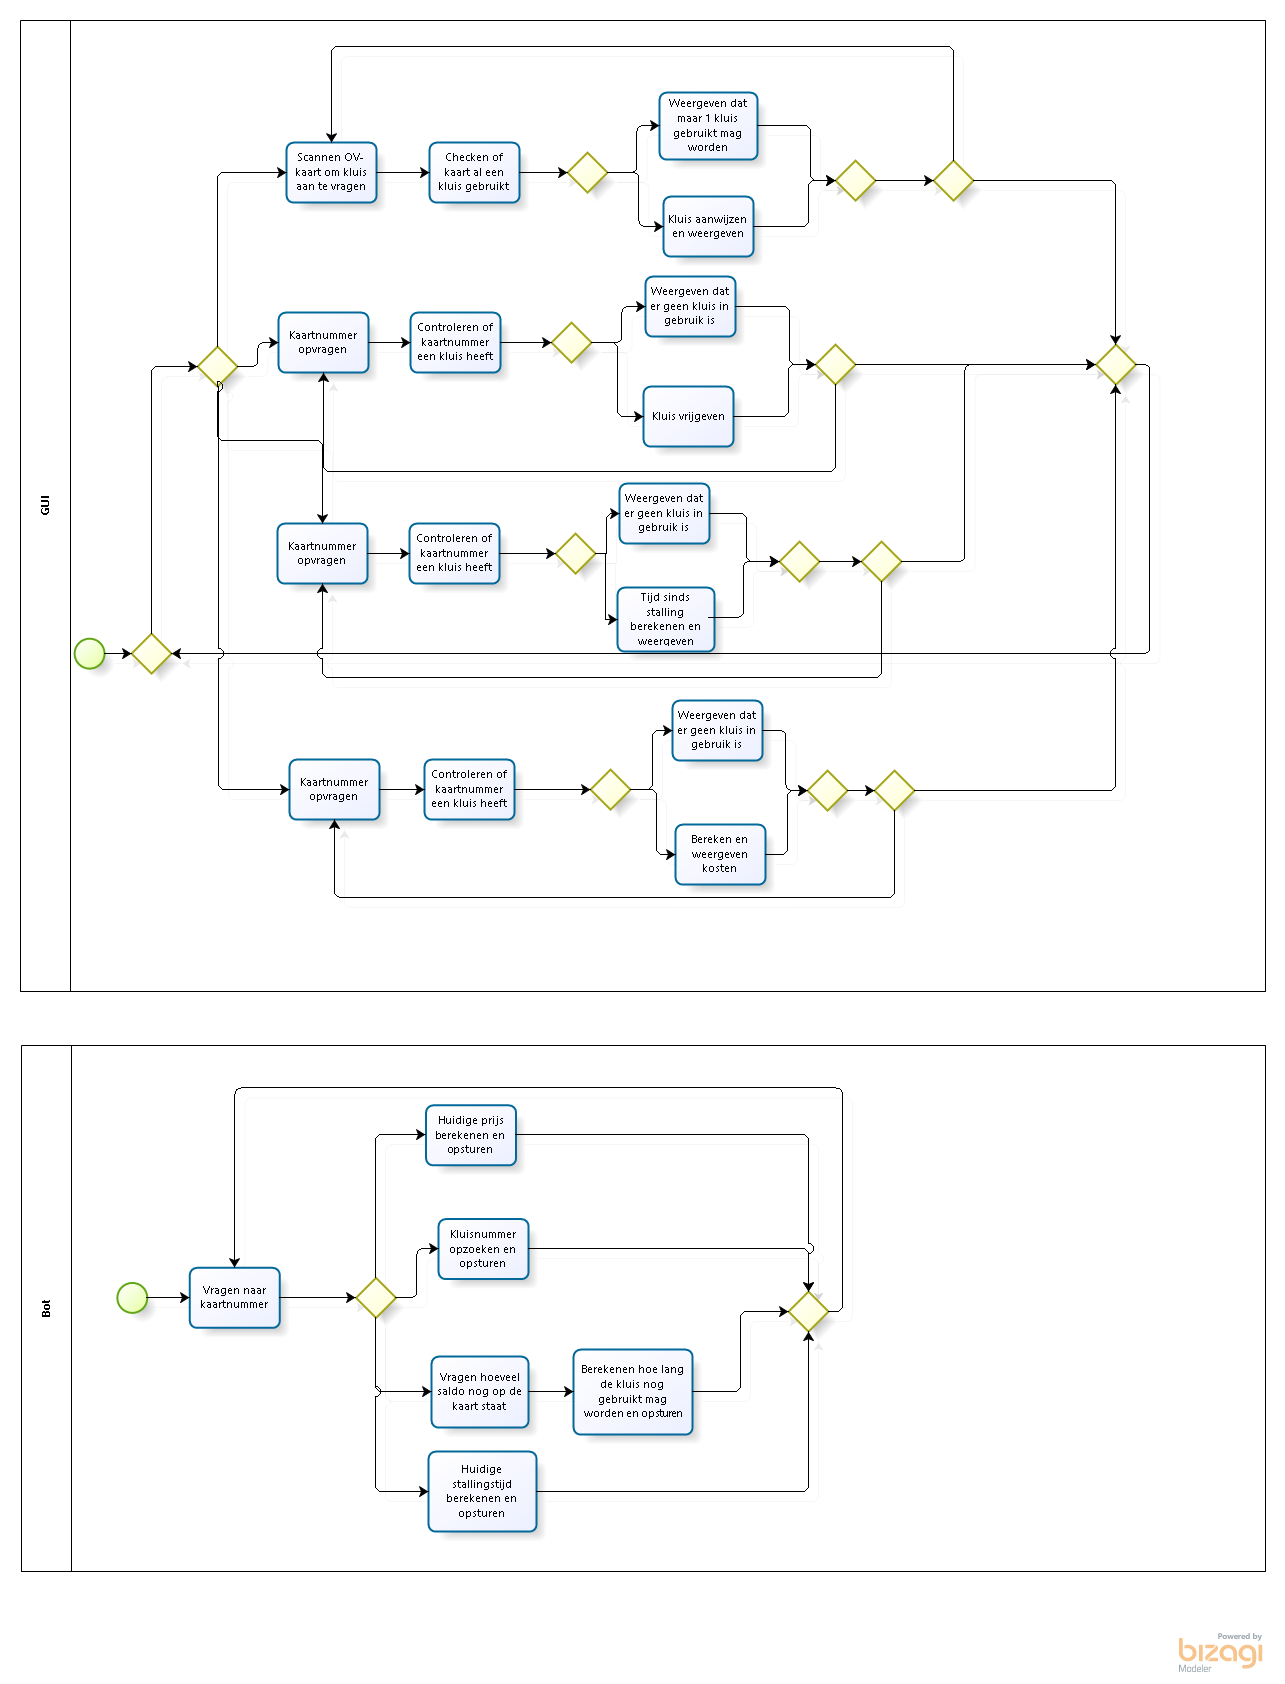 GUI
Scannen OV-
kaart om kluis
aan te vragen
Checken of
kaart al een
kluis gebruikt
Weergeven dat
maar 1 kluis
gebruikt mag
worden
Kluis aanwijzen
en weergeven
Kaartnummer
opvragen
Controleren of
kaartnummer
een kluis heeft
Weergeven dat
er geen kluis in
gebruik is
Kluis vrijgeven
Kaartnummer
opvragen
Controleren of
kaartnummer
een kluis heeft
Weergeven dat
er geen kluis in
gebruik is
Tijd sinds
stalling
berekenen en
weergeven
Kaartnummer
opvragen
Controleren of
kaartnummer
een kluis heeft
Weergeven dat
er geen kluis in
gebruik is
Bereken en
weergeven
kosten
Bot
Vragen naar
kaartnummer
Huidige prijs
berekenen en
opsturen
Kluisnummer
opzoeken en
opsturen
Vragen hoeveel
saldo nog op de
kaart staat
Berekenen hoe lang
de kluis nog
gebruikt mag
worden en opsturen
Huidige
stallingstijd
berekenen en
opsturen
Powered by
bizagi
Modeler